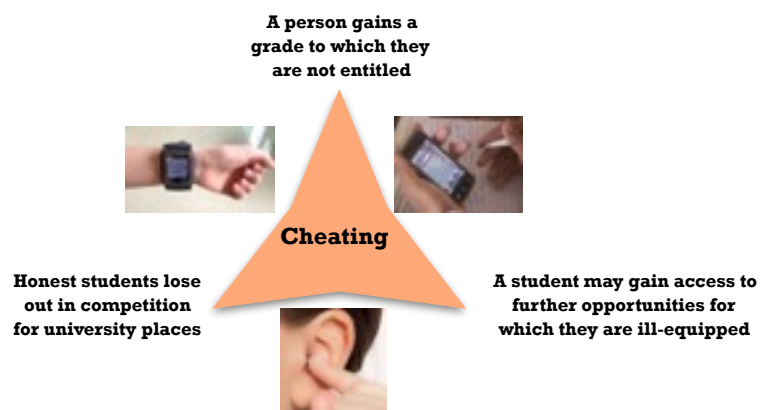 A person gains a
grade to which they
are not entitled
Cheating
Honest students lose
out in competition
for university places
A student may gain access to
further opportunities for
which they are ill-equipped